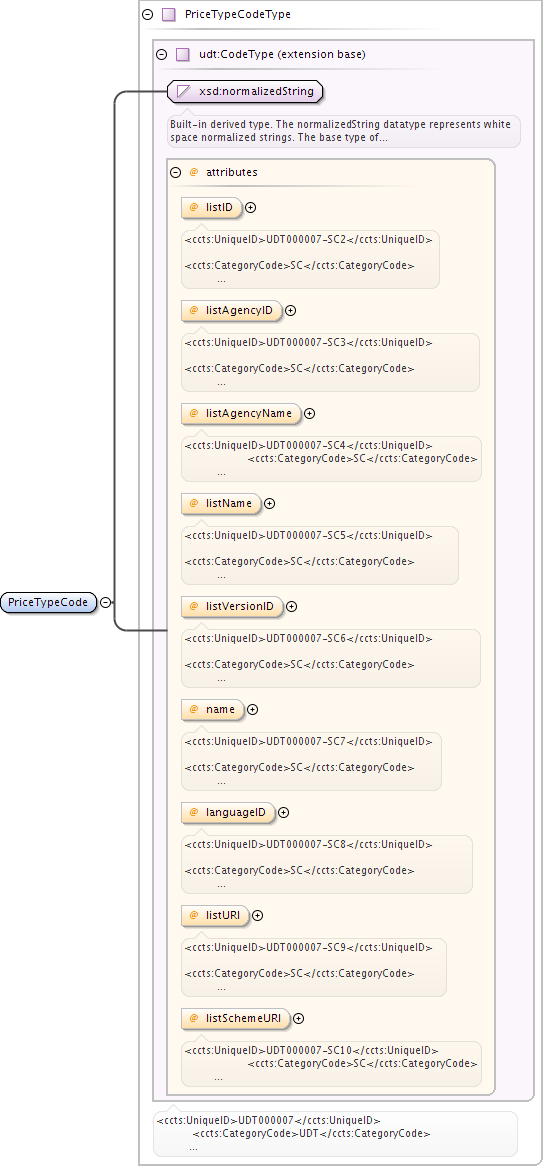 PriceTypeCodeType
udt:CodeType (extension base)
xsd:normalizedString
Built-in derived type. The normalizedString datatype represents white
space normalized strings. The base type of...
@ attributes
@ listID
<ccts:UniqueID>UDT000007-SC2</ccts:UniqueID>
<ccts:CategoryCode>SC</ccts:CategoryCode>
...
@ listAgencyID
<ccts:UniqueID>UDT000007-SC3</ccts:UniqueID>
<ccts:CategoryCode>SC</ccts:CategoryCode>
...
@ listAgencyName
<ccts:UniqueID>UDT000007-SC4</ccts:UniqueID>
<ccts:CategoryCode>SC</ccts:CategoryCode>
...
@ listName
<ccts:UniqueID>UDT000007-SC5</ccts:UniqueID>
<ccts:CategoryCode>SC</ccts:CategoryCode>
...
PriceTypeCode
@ listVersionID
<ccts:UniqueID>UDT000007-SC6</ccts:UniqueID>
<ccts:CategoryCode>SC</ccts:CategoryCode>
...
@ name
<ccts:UniqueID>UDT000007-SC7</ccts:UniqueID>
<ccts:CategoryCode>SC</ccts:CategoryCode>
...
@ languageID
<ccts:UniqueID>UDT000007-SC8</ccts:UniqueID>
<ccts:CategoryCode>SC</ccts:CategoryCode>
...
@ listURI
<ccts:UniqueID>UDT000007-SC9</ccts:UniqueID>
<ccts:CategoryCode>SC</ccts:CategoryCode>
...
@ listSchemeURI
<ccts:UniqueID>UDT000007-SC10</ccts:UniqueID>
<ccts:CategoryCode>SC</ccts:CategoryCode>
...
<ccts:UniqueID>UDT000007</ccts:UniqueID>
<ccts:CategoryCode>UDT</ccts:CategoryCode>
...